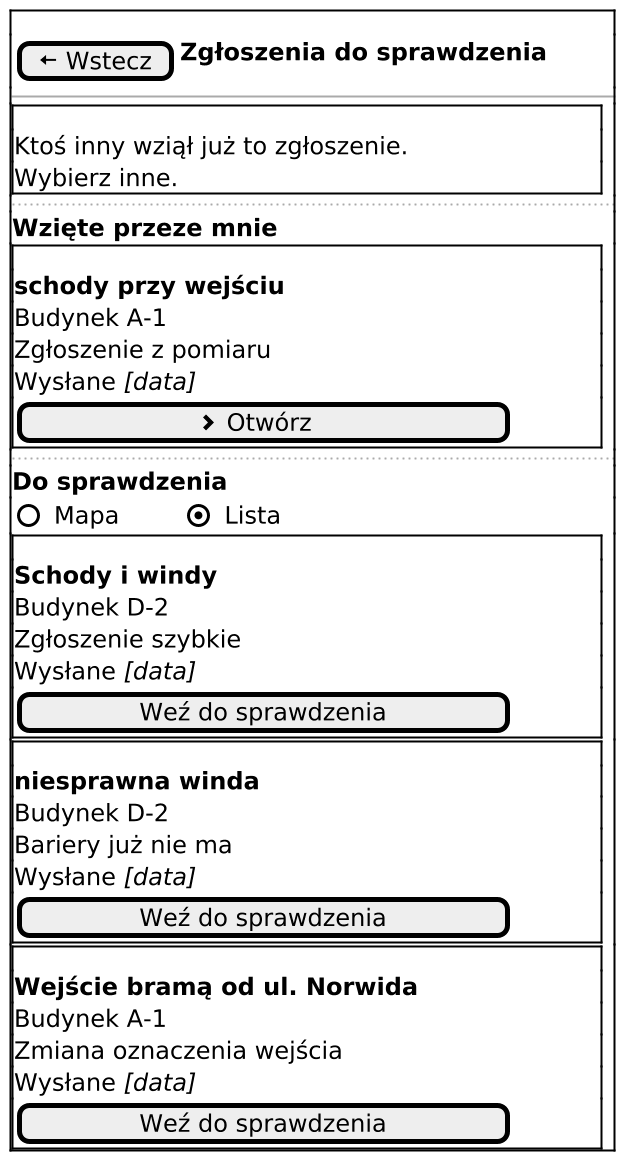 ← Wstecz Zgłoszenia do sprawdzenia
Ktoś inny wziął już to zgłoszenie.
Wybierz inne.
Wzięte przeze mnie
schody przy wejściu
Budynek A-1
Zgłoszenie z pomiaru
Wysłane [data]
Otwórz
Do sprawdzenia
Mapa Lista
Schody i windy
Budynek D-2
Zgłoszenie szybkie
Wysłane [data]
Weź do sprawdzenia
niesprawna winda
Budynek D-2
Bariery już nie ma
Wysłane [data]
Weź do sprawdzenia
Wejście bramą od ul. Norwida
Budynek A-1
Zmiana oznaczenia wejścia
Wysłane [data]
Weź do sprawdzenia